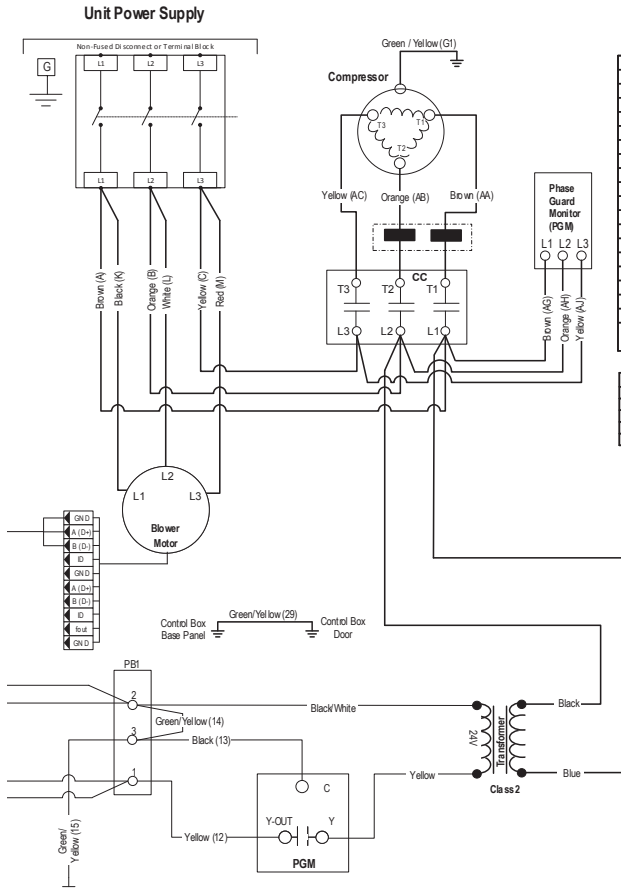 Unit Power Supply
Non-Fused Disconnect or Terminal Block
G
L1 L2 L3
L1 L2 L3
Green / Yellow (G1)
Compressor
T3 T1
T2
Yellow (AC) Orange (AB) Brown (AA)
Phase
Guard
Monitor
(PGM)
L1 L2 L3
CC
T3 T2 T1
L3 L2 L1
Brown (A)
Black (K)
Orange (B)
White (L)
Yellow (C)
Red (M)
Brown (AG)
Orange (AH)
Yellow (AJ)
L2
L1 L3
Blower
Motor
GND
A (D+)
B (D-)
ID
GND
A (D+)
B (D-)
ID
fout
GND
Control Box
Base Panel
Green/Yellow (29)
Control Box
Door
PB1
2
Green/Yellow (14)
3
Black (13)
1
Black/White
Black
24V
Transformer
Yellow
Blue
Class 2
C
Y-OUT Y
Yellow (12)
PGM
Green/
Yellow (15)